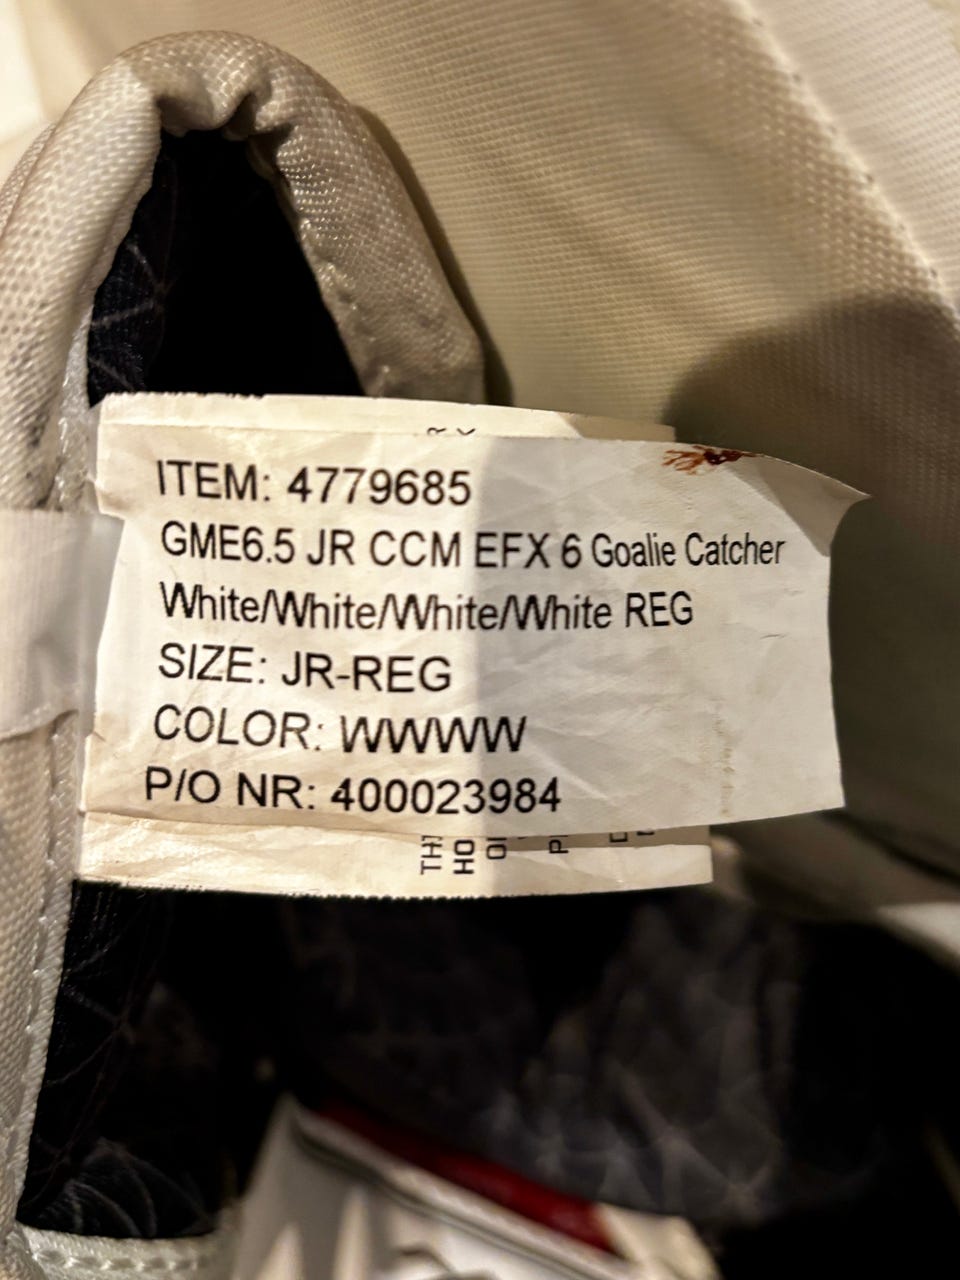 ITEM: 4779685
GME6.5 JR CCM EFX 6 Goalie Catcher
White/White/White/White REG
SIZE: JR-REG
COLOR: WWWW
P/O NR: 400023984